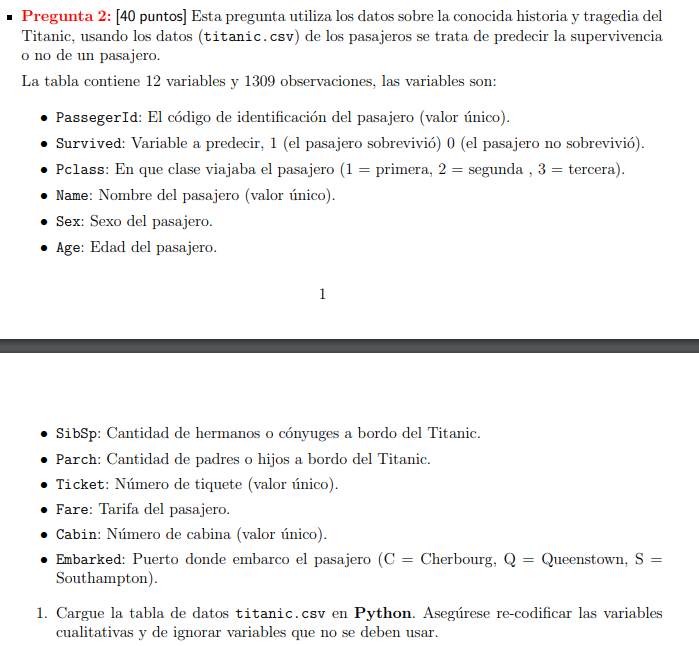 ▪ Pregunta 2: [40 puntos] Esta pregunta utiliza los datos sobre la conocida historia y tragedia del
Titanic, usando los datos (titanic.csv) de los pasajeros se trata de predecir la supervivencia
o no de un pasajero.
La tabla contiene 12 variables y 1309 observaciones, las variables son:
• PassegerId: El código de identificación del pasajero (valor único).
• Survived: Variable a predecir, 1 (el pasajero sobrevivió) 0 (el pasajero no sobrevivió).
• Pclass: En que clase viajaba el pasajero (1 = primera, 2 = segunda , 3 = tercera).
• Name: Nombre del pasajero (valor único).
• Sex: Sexo del pasajero.
• Age: Edad del pasajero.
1
• SibSp: Cantidad de hermanos o cónyuges a bordo del Titanic.
• Parch: Cantidad de padres o hijos a bordo del Titanic.
• Ticket: Número de tiquete (valor único).
• Fare: Tarifa del pasajero.
• Cabin: Número de cabina (valor único).
• Embarked: Puerto donde embarco el pasajero (C = Cherbourg, Q = Queenstown, S =
Southampton).
1. Cargue la tabla de datos titanic.csv en Python. Asegúrese re-codificar las variables
cualitativas y de ignorar variables que no se deben usar.